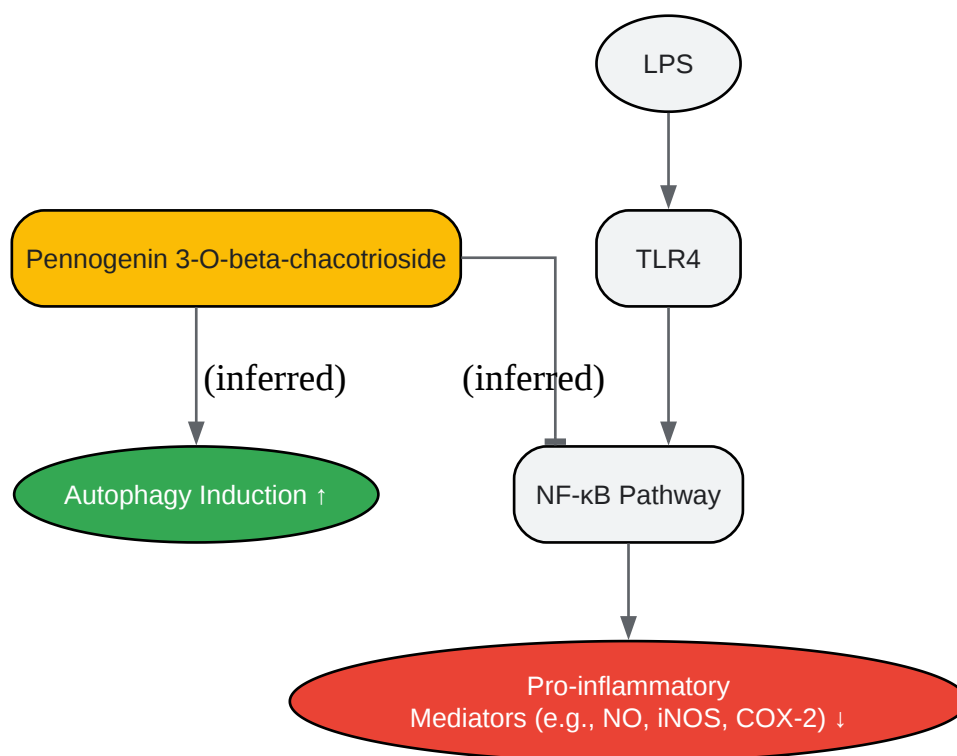 LPS
Pennogenin 3-O-beta-chacotrioside
TLR4
(inferred)
(inferred)
Autophagy Induction ↑
NF-κB Pathway
Pro-inflammatory
Mediators (e.g., NO, iNOS, COX-2) ↓